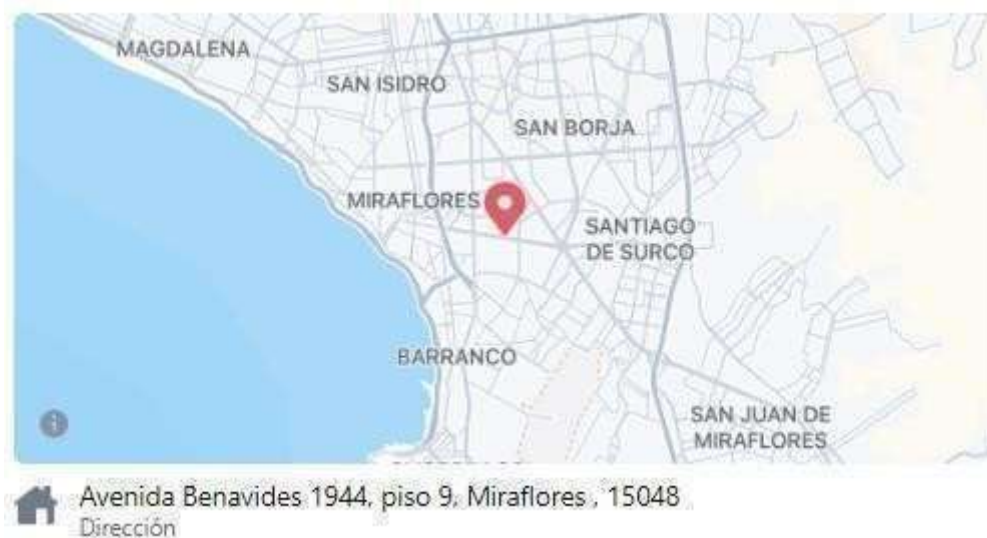 MAGDALENA
SAN ISIDRO
SAN BORJA
MIRAFLORES
SANTIAGO
DE SURCO
BARRANCO
SAN JUAN DE
MIRAFLORES
Avenida Benavides 1944, piso 9, Miraflores , 15048
Dirección